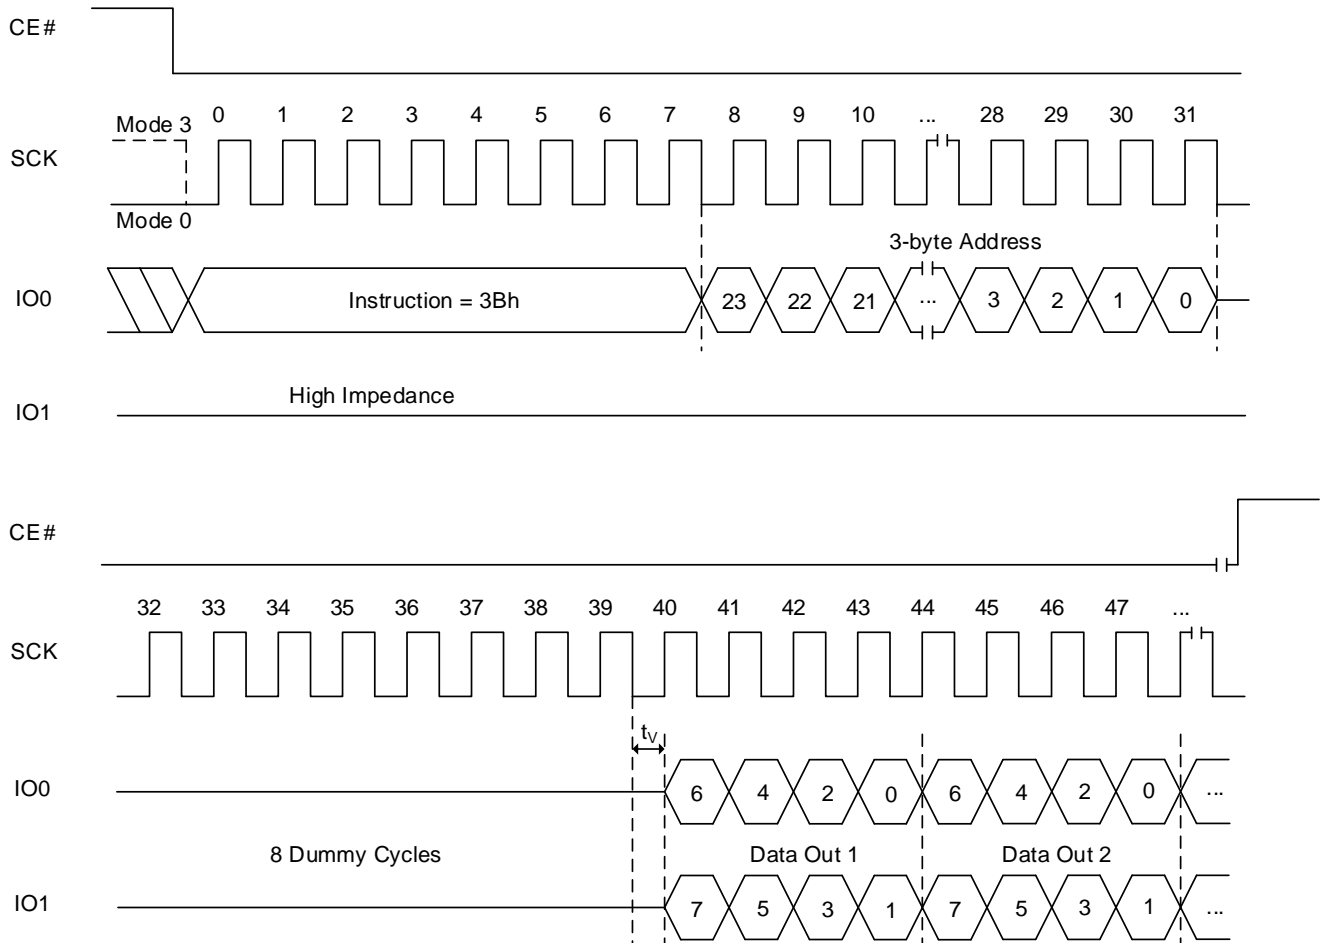 CE#
0 1 2 3 4 5 6 7 8 9 10 ... 28 29 30 31
Mode 3
SCK
Mode 0
3-byte Address
IO0
Instruction = 3Bh
23 22 21 ... 3 2 1 0
High Impedance
IO1
CE#
32 33 34 35 36 37 38 39 40 41 42 43 44 45 46 47 ...
SCK
tV
IO0
6 4 2 0 6 4 2 0 ...
8 Dummy Cycles
Data Out 1
Data Out 2
IO1
7 5 3 1 7 5 3 1 ...